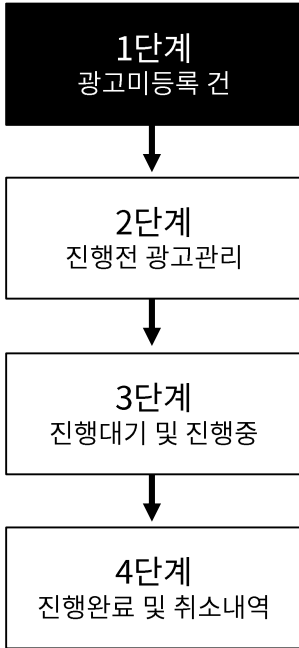 1단계
광고미등록 건
2단계
진행전 광고관리
3단계
진행대기 및 진행중
4단계
진행완료 및 취소내역